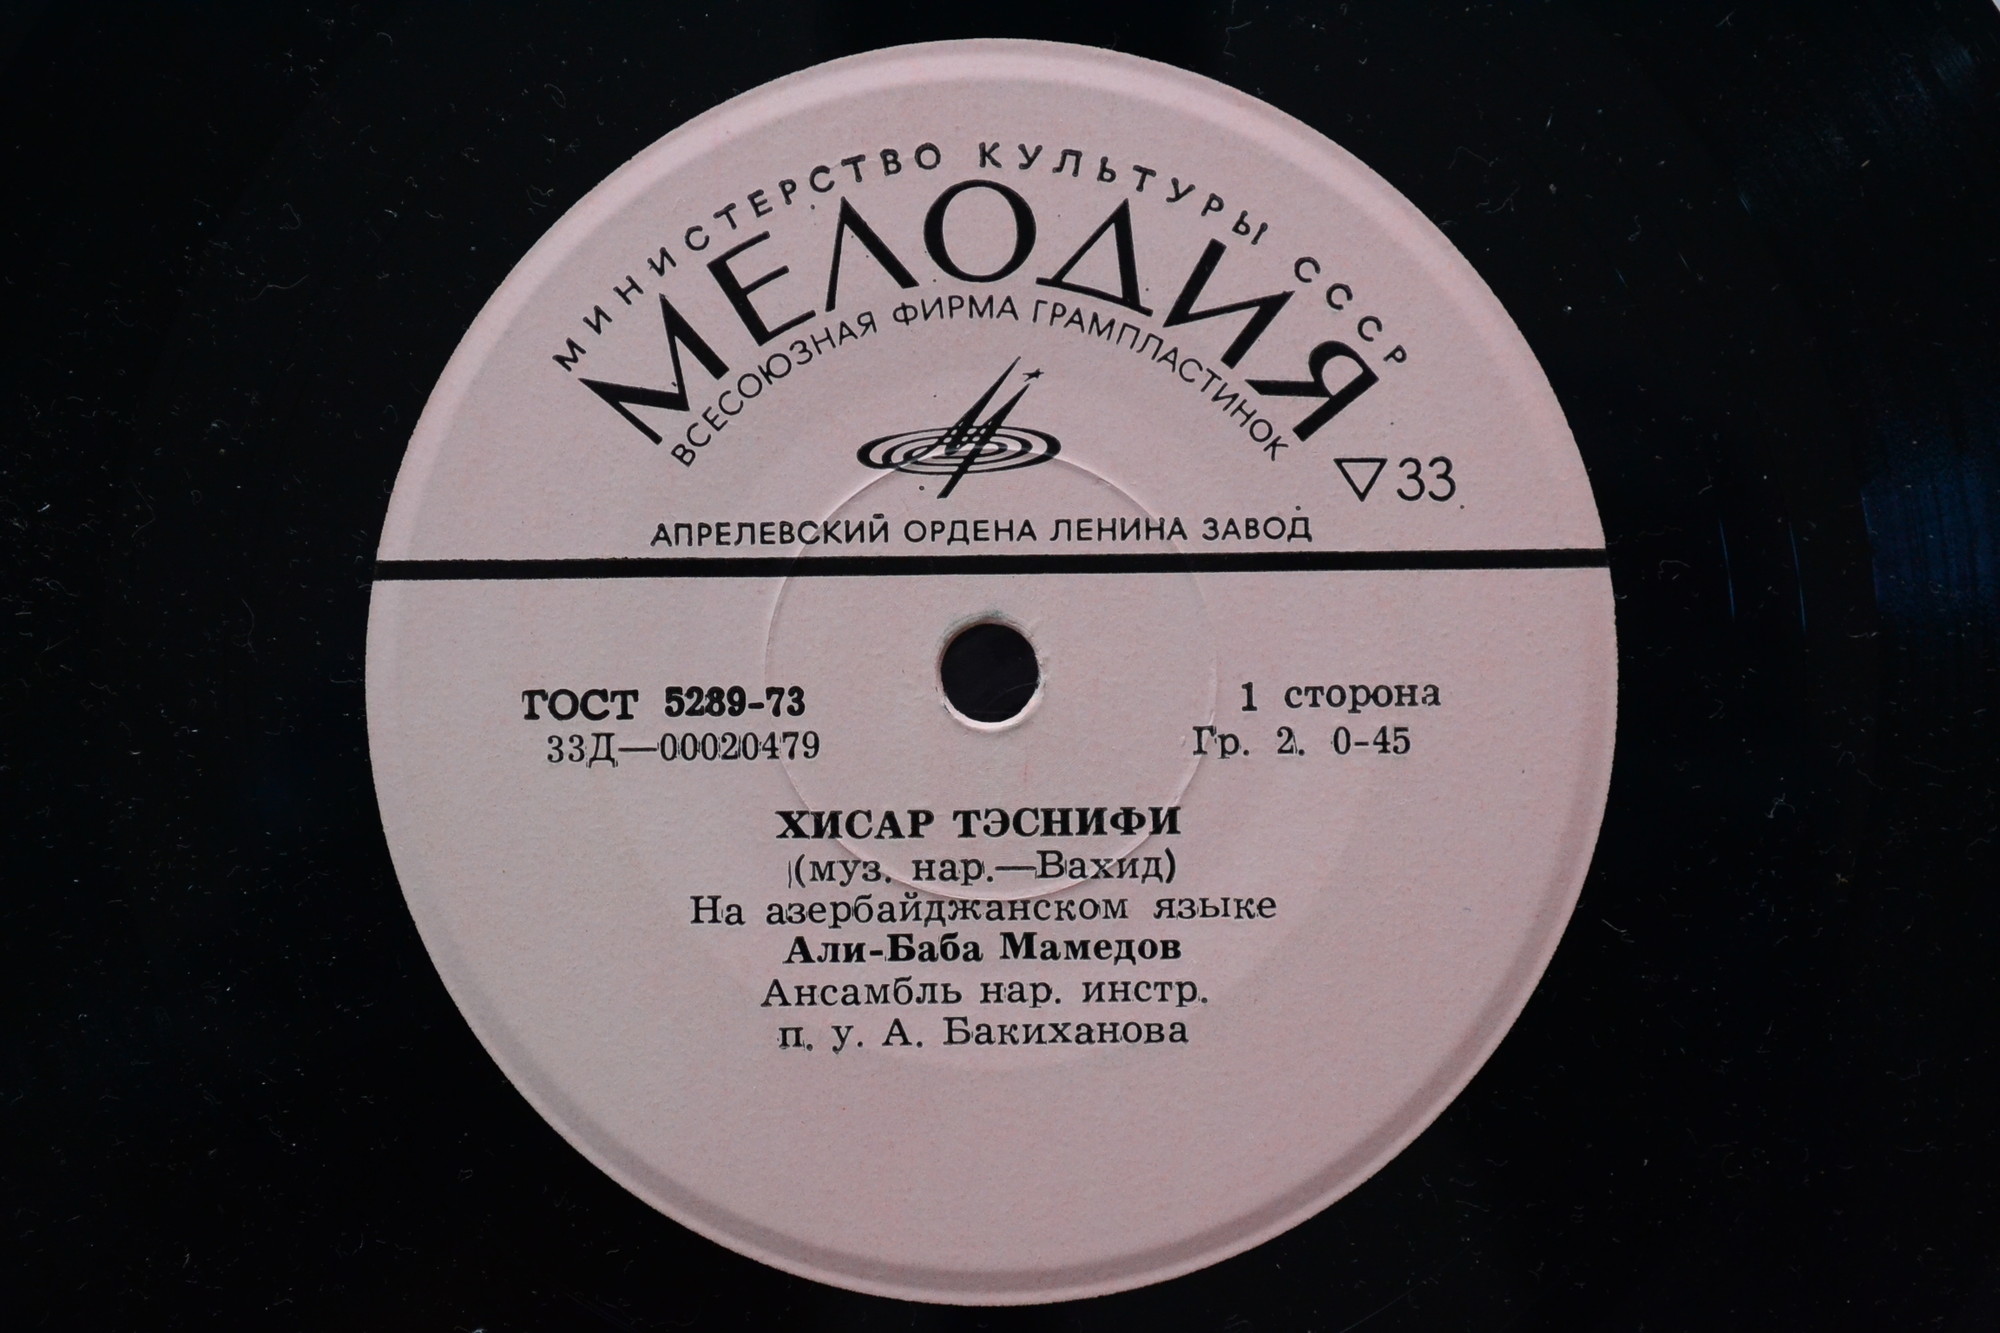 МИНИСТЕРСТВО КУЛЬТУРЫ СССР
МЕЛОДИЯ
ВСЕСОЮЗНАЯ ФИРМА ГРАМПЛАСТИНОК
33
АПРЕЛЕВСКИЙ ОРДЕНА ЛЕНИНА ЗАВОД
ГОСТ 5289-73
33Д—00020479
1 сторона
Гр. 2. 0-45
ХИСАР ТЭСНИФИ
(муз. нар.—Вахид)
На азербайджанском языке
Али-Баба Мамедов
Ансамбль нар. инстр.
п. у. А. Бакиханова